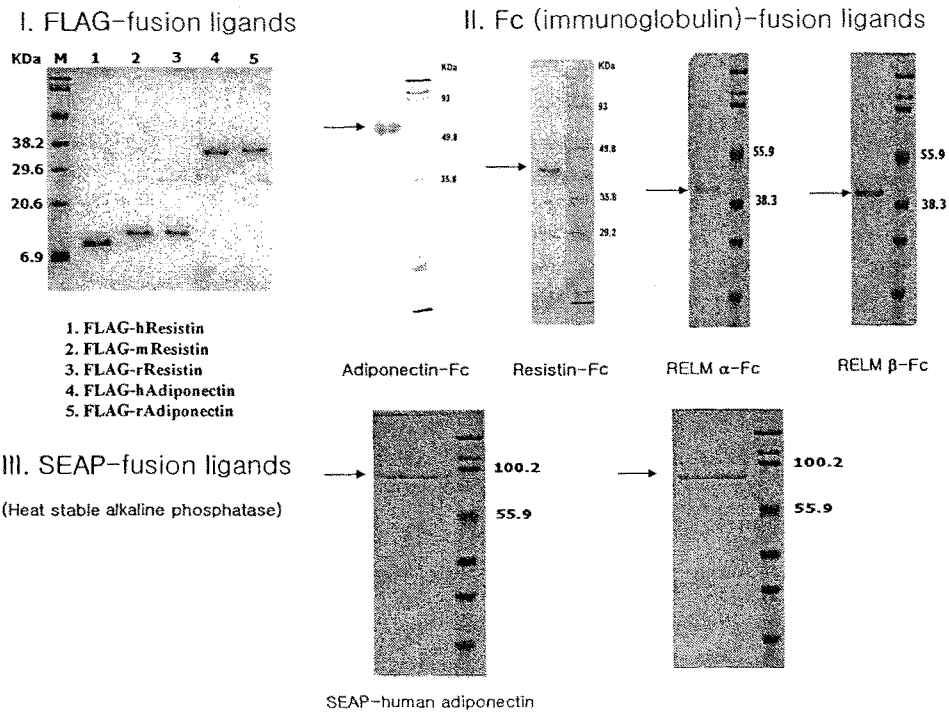 I. FLAG-fusion ligands
KDa M 1 2 3 4 5
38.2
29.6
20.6
6.9
1. FLAG-hResistin
2. FLAG-mResistin
3. FLAG-rResistin
4. FLAG-hAdiponectin
5. FLAG-rAdiponectin
II. Fc (immunoglobulin)-fusion ligands
KDa
93
49.8
35.8
Adiponectin-Fc
KDa
93
49.8
35.8
29.2
Resistin-Fc
55.9
38.3
RELM α-Fc
55.9
38.3
RELM β-Fc
III. SEAP-fusion ligands
(Heat stable alkaline phosphatase)
100.2
55.9
SEAP-human adiponectin
100.2
55.9